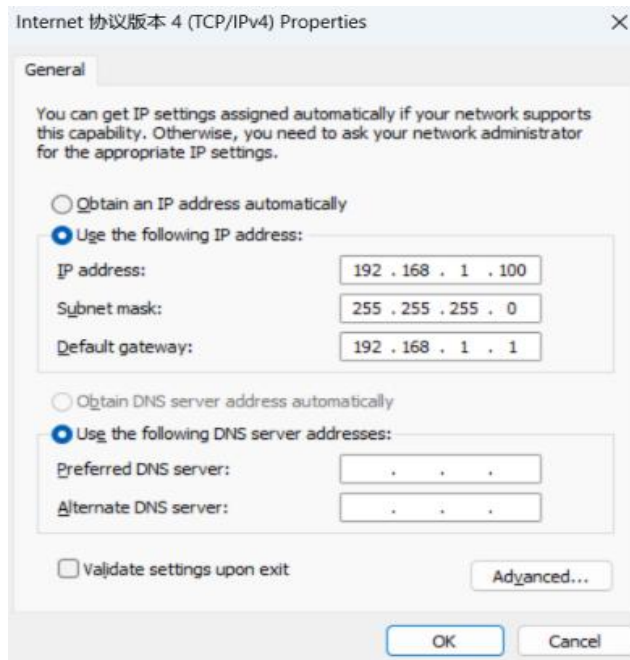 Internet 协议版本 4 (TCP/IPv4) Properties
General
You can get IP settings assigned automatically if your network supports
this capability. Otherwise, you need to ask your network administrator
for the appropriate IP settings.
Obtain an IP address automatically
Use the following IP address:
IP address: 192 . 168 . 1 . 100
Subnet mask: 255 . 255 . 255 . 0
Default gateway: 192 . 168 . 1 . 1
Obtain DNS server address automatically
Use the following DNS server addresses:
Preferred DNS server: . . .
Alternate DNS server: . . .
Validate settings upon exit
Advanced...
OK Cancel